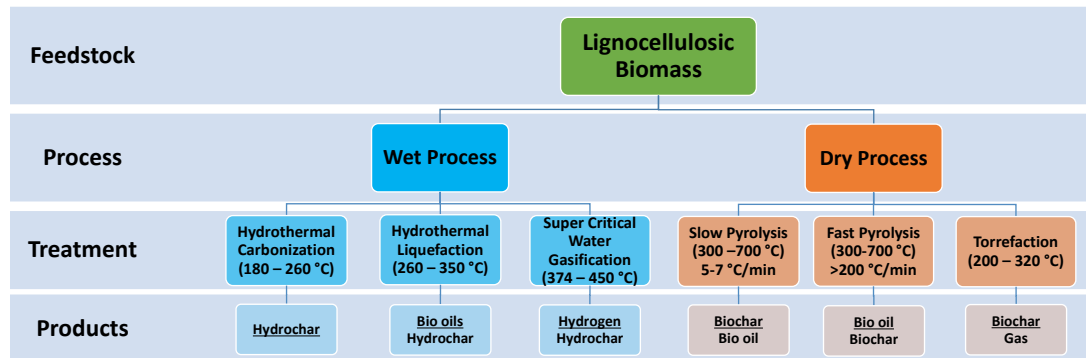 Feedstock
Lignocellulosic
Biomass
Process
Wet Process
Dry Process
Treatment
Hydrothermal
Carbonization
(180 – 260 °C)
Hydrothermal
Liquefaction
(260 – 350 °C)
Super Critical
Water
Gasification
(374 – 450 °C)
Slow Pyrolysis
(300 –700 °C)
5-7 °C/min
Fast Pyrolysis
(300-700 °C)
>200 °C/min
Torrefaction
(200 – 320 °C)
Products
Hydrochar
Bio oils
Hydrochar
Hydrogen
Hydrochar
Biochar
Bio oil
Bio oil
Biochar
Biochar
Gas